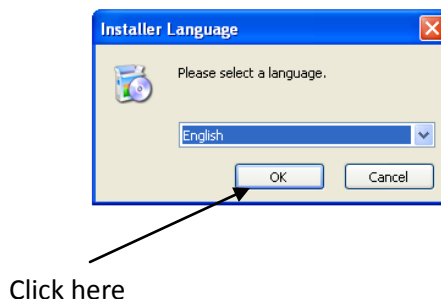 Installer Language
Please select a language.
English
OK
Cancel
Click here